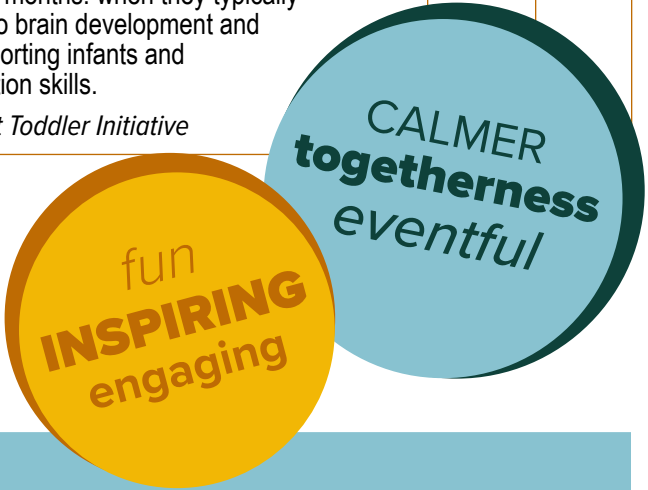 months. when they typically
o brain development and
orting infants and
tion skills.
t Toddler Initiative
CALMER
togetherness
eventful
fun
INSPIRING
engaging